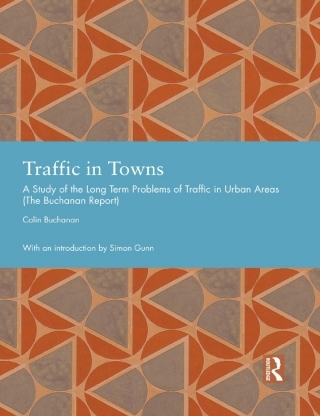 Traffic in Towns
A Study of the Long Term Problems of Traffic in Urban Areas
(The Buchanan Report)
Colin Buchanan
With an introduction by Simon Gunn
R